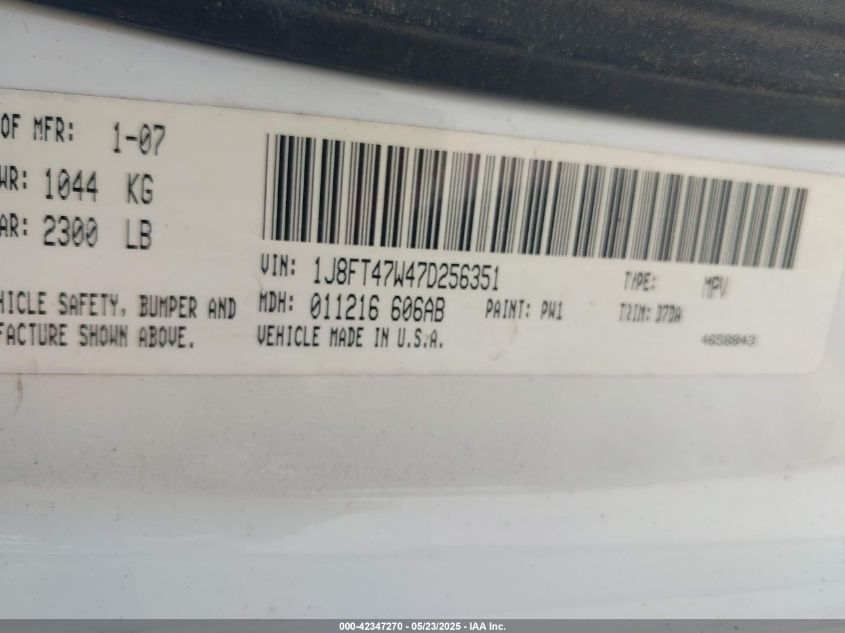 OF MFR: 1-07
WR: 1044 KG
AR: 2300 LB
VIN: 1J8FT47W47D256351
TYPE: MPV
HICLE SAFETY, BUMPER AND
MDH: 011216 606AB
PAINT: PW1
TRIM: D7DA
FACTURE SHOWN ABOVE.
VEHICLE MADE IN U.S.A.
4658843
000-42347270 - 05/23/2025 - IAA Inc.